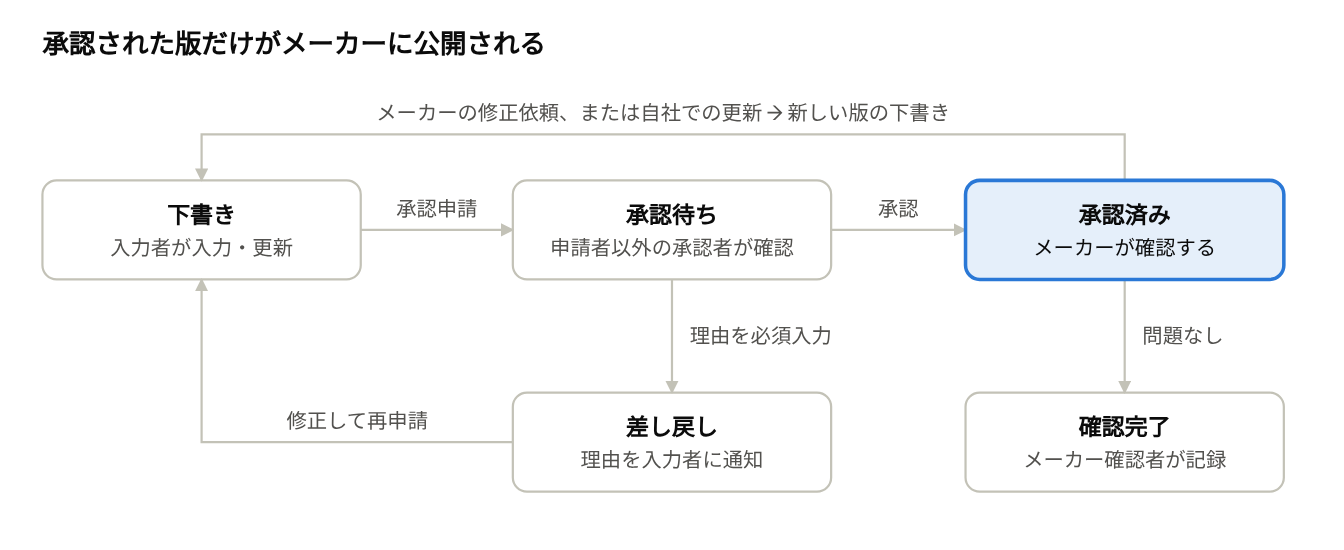 承認された版だけがメーカーに公開される
メーカーの修正依頼、または自社での更新 → 新しい版の下書き
下書き
入力者が入力・更新
承認申請
承認待ち
申請者以外の承認者が確認
承認
承認済み
メーカーが確認する
理由を必須入力
問題なし
修正して再申請
差し戻し
理由を入力者に通知
確認完了
メーカー確認者が記録